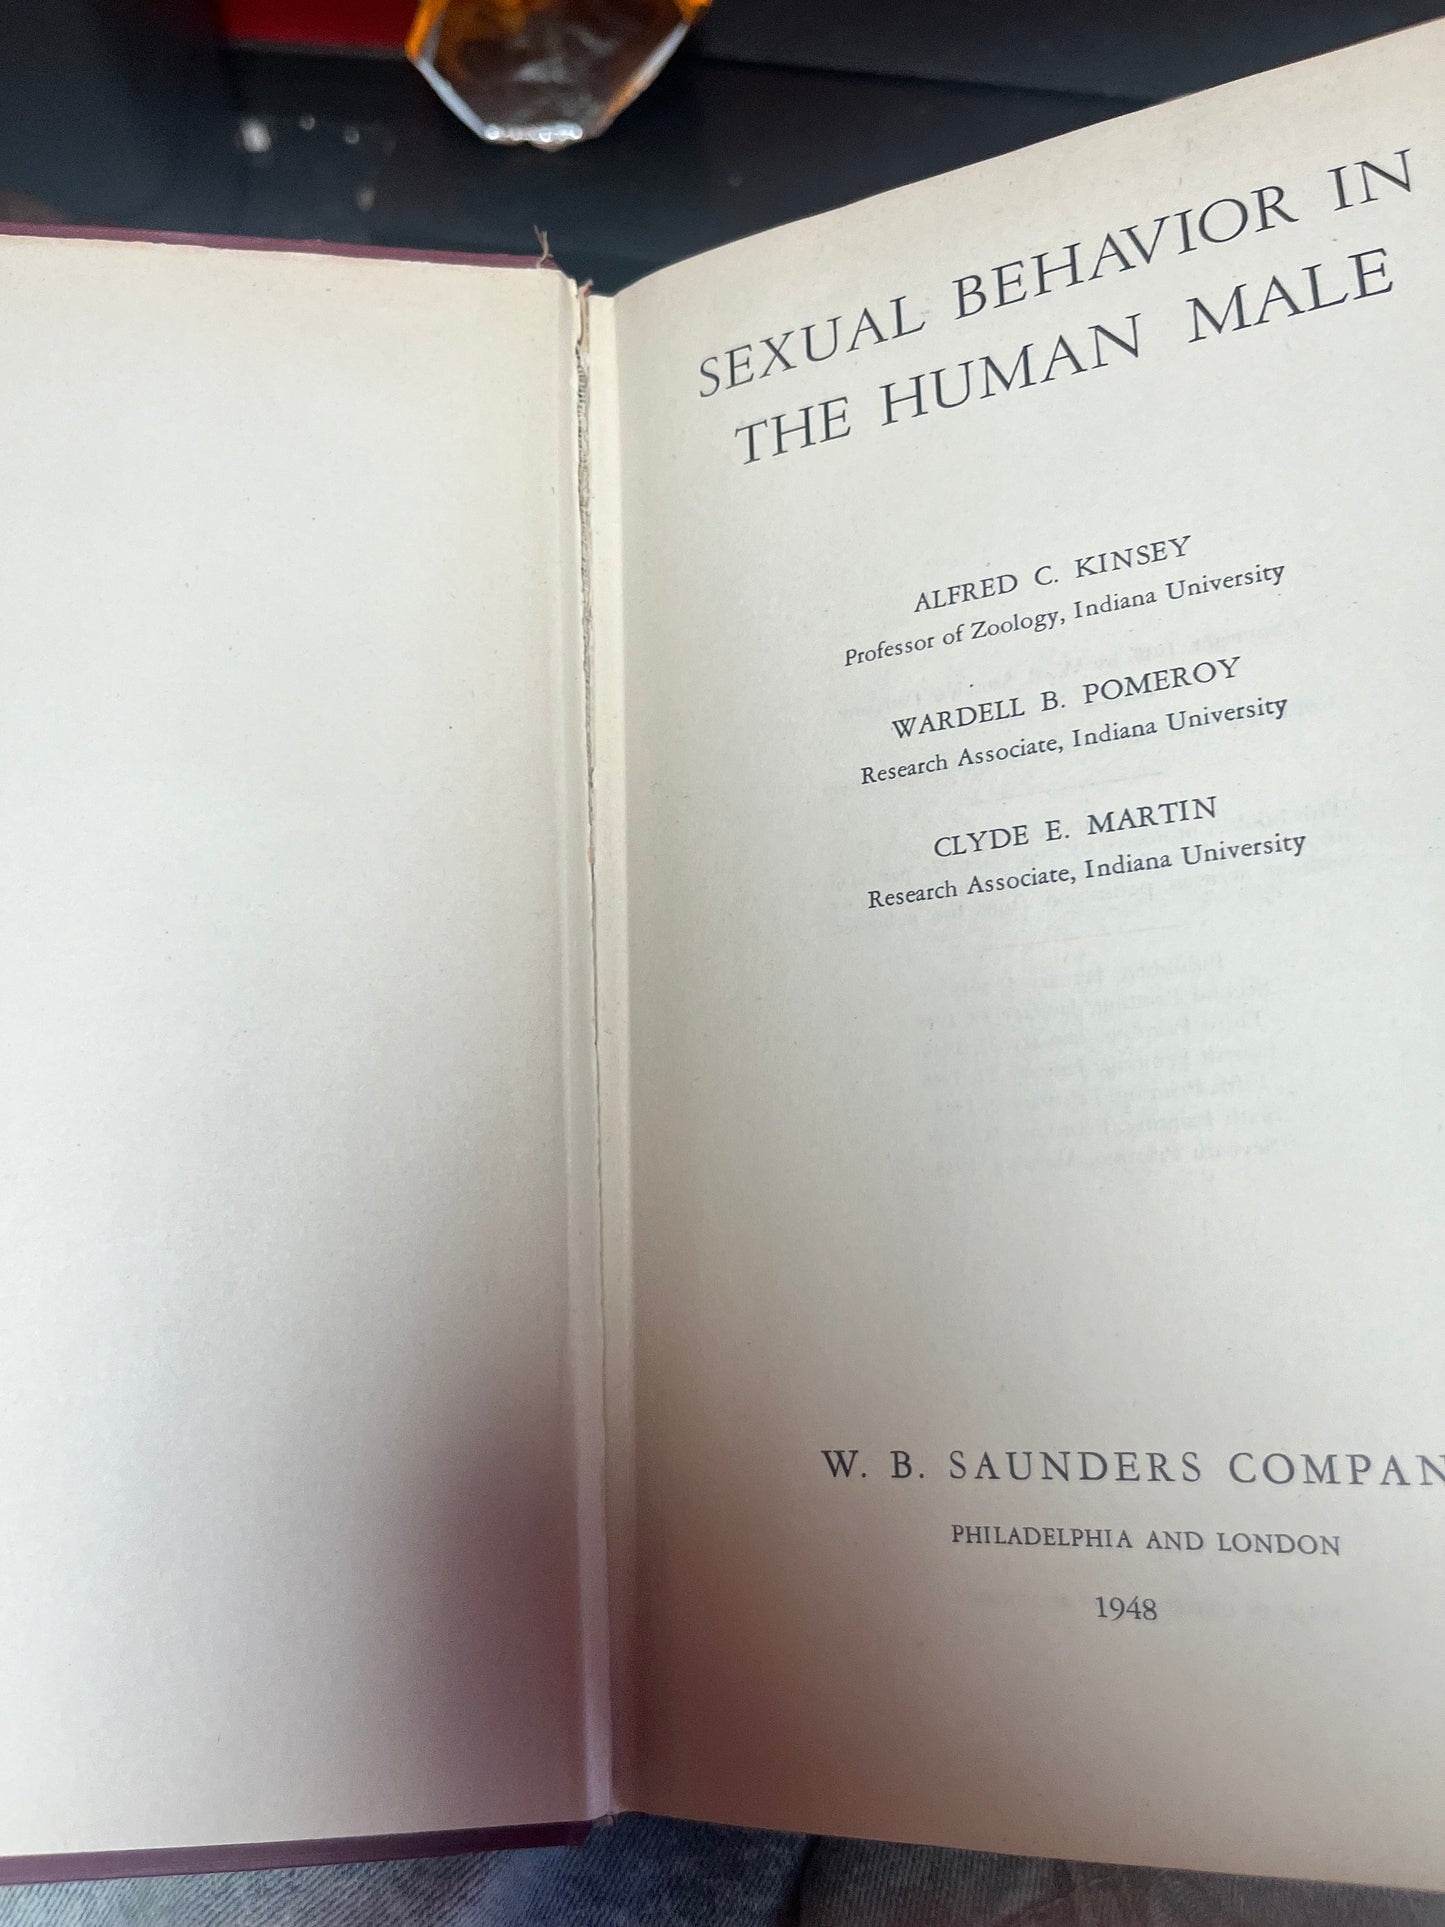 SEXUAL BEHAVIOR IN
THE HUMAN MALE
ALFRED C. KINSEY
Professor of Zoology, Indiana University
WARDELL B. POMEROY
Research Associate, Indiana University
CLYDE E. MARTIN
Research Associate, Indiana University
W. B. SAUNDERS COMPAN
PHILADELPHIA AND LONDON
1948